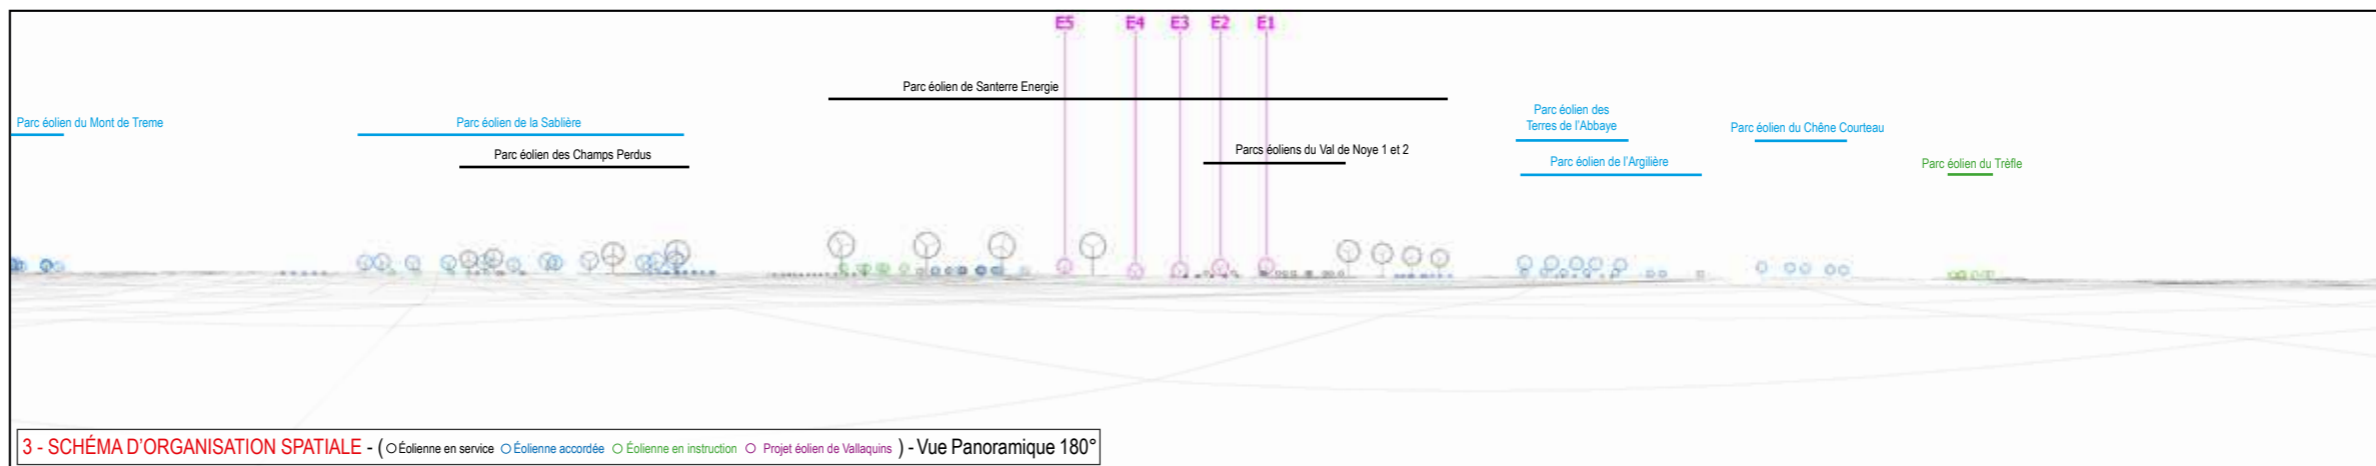 E5 E4 E3 E2 E1
Parc éolien de Santerre Energie
Parc éolien du Mont de Treme
Parc éolien de la Sablière
Parc éolien des Champs Perdus
Parcs éoliens du Val de Noye 1 et 2
Parc éolien des
Terres de l'Abbaye
Parc éolien de l'Argilière
Parc éolien du Chêne Courteau
Parc éolien du Trèfle
3 - SCHÉMA D'ORGANISATION SPATIALE - ( Éolienne en service Éolienne accordée Éolienne en instruction Projet éolien de Vallaquins ) - Vue Panoramique 180°